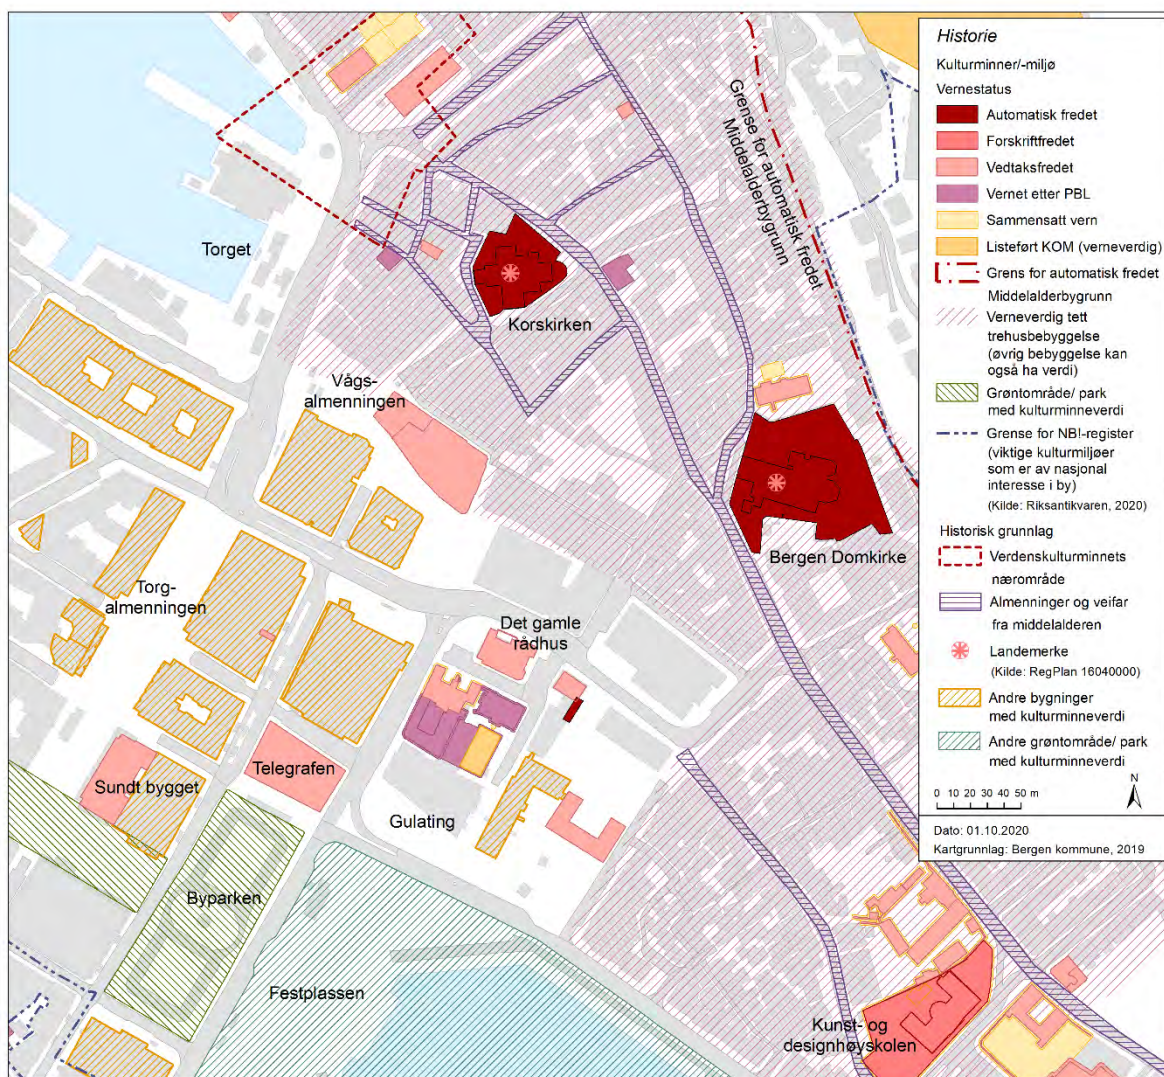 Torget
Korskirken
Vågs-
almenningen
Grense for automatisk fredet
Middelalderbygrunn
Bergen Domkirke
Torg-
almenningen
Det gamle
rådhus
Telegrafen
Sundt bygget
Gulating
Byparken
Festplassen
Kunst- og
designhøyskolen
Historie
Kulturminner/-miljø
Vernestatus
Automatisk fredet
Forskriftfredet
Vedtaksfredet
Vernet etter PBL
Sammensatt vern
Listeført KOM (verneverdig)
Grens for automatisk fredet
Middelalderbygrunn
Verneverdig tett
trehusbebyggelse
(øvrig bebyggelse kan
også ha verdi)
Grøntområde/ park
med kulturminneverdi
Grense for NB!-register
(viktige kulturmiljøer
som er av nasjonal
interesse i by)
(Kilde: Riksantikvaren, 2020)
Historisk grunnlag
Verdenskulturminnets
nærområde
Almenninger og veifar
fra middelalderen
Landemerke
(Kilde: RegPlan 16040000)
Andre bygninger
med kulturminneverdi
Andre grøntområde/ park
med kulturminneverdi
N
0 10 20 30 40 50 m
Dato: 01.10.2020
Kartgrunnlag: Bergen kommune, 2019